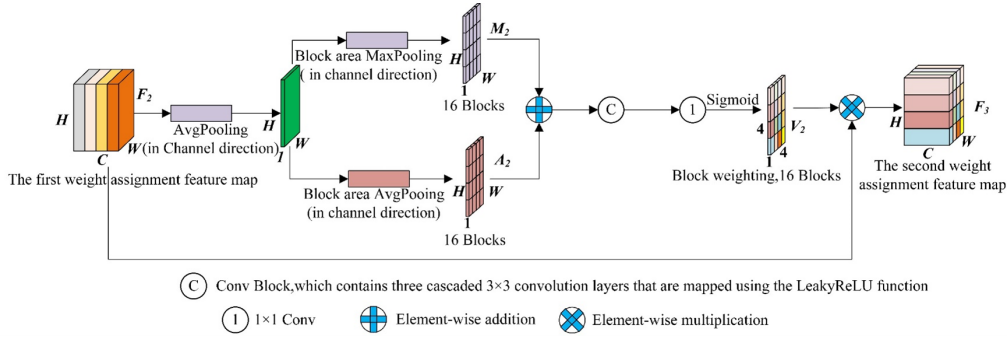 H
C
W
F2
The first weight assignment feature map
AvgPooling
(in Channel direction)
H
1
W
Block area MaxPooling
( in channel direction)
H
1
W
M2
16 Blocks
Block area AvgPooing
(in channel direction)
H
1
W
A2
16 Blocks
C
1
Sigmoid
4
1
4
V2
Block weighting,16 Blocks
H
C
W
F3
The second weight
assignment feature map
C Conv Block,which contains three cascaded 3×3 convolution layers that are mapped using the LeakyReLU function
1 1×1 Conv Element-wise addition Element-wise multiplication